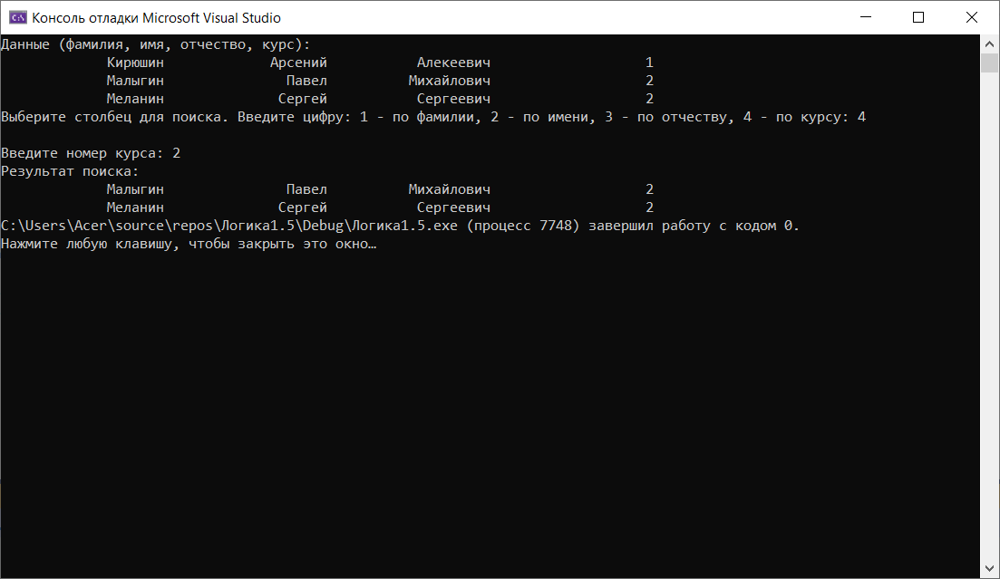 Консоль отладки Microsoft Visual Studio
Данные (фамилия, имя, отчество, курс):
Кирюшин Арсений Алекеевич 1
Малыгин Павел Михайлович 2
Меланин Сергей Сергеевич 2
Выберите столбец для поиска. Введите цифру: 1 - по фамилии, 2 - по имени, 3 - по отчеству, 4 - по курсу: 4
Введите номер курса: 2
Результат поиска:
Малыгин Павел Михайлович 2
Меланин Сергей Сергеевич 2
C:\Users\Acer\source\repos\Логика1.5\Debug\Логика1.5.exe (процесс 7748) завершил работу с кодом 0.
Нажмите любую клавишу, чтобы закрыть это окно…